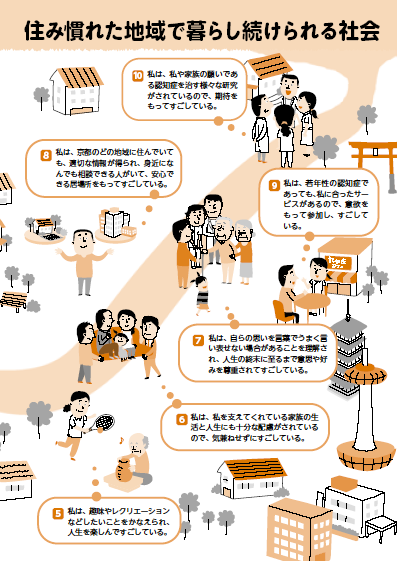 住み慣れた地域で暮らし続けられる社会
10 私は、私や家族の願いであ
る認知症を治す様々な研究
がされているので、期待を
もってすごしている。
8 私は、京都のどの地域に住んでいて
も、適切な情報が得られ、身近にな
んでも相談できる人がいて、安心で
きる居場所をもってすごしている。
9 私は、若年性の認知症で
あっても、私に合ったサー
ビスがあるので、意欲を
もって参加し、すごして
いる。
7 私は、自らの思いを言葉でうまく言
い表せない場合があることを理解さ
れ、人生の終末に至るまで意思や好
みを尊重されてすごしている。
6 私は、私を支えてくれている家族の生
活と人生にも十分な配慮がされている
ので、気兼ねせずにすごしている。
5 私は、趣味やレクリエーション
などしたいことをかなえられ、
人生を楽しんですごしている。